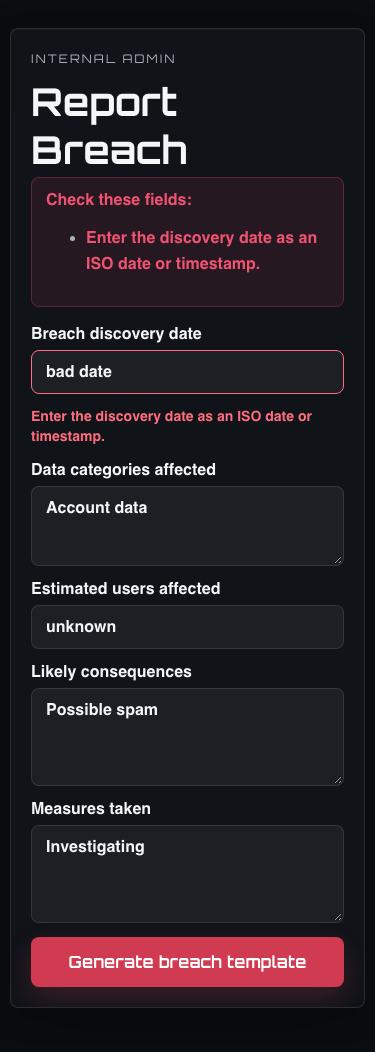 INTERNAL ADMIN
Report
Breach
Check these fields:
Enter the discovery date as an
ISO date or timestamp.
Breach discovery date
bad date
Enter the discovery date as an ISO date or
timestamp.
Data categories affected
Account data
Estimated users affected
unknown
Likely consequences
Possible spam
Measures taken
Investigating
Generate breach template